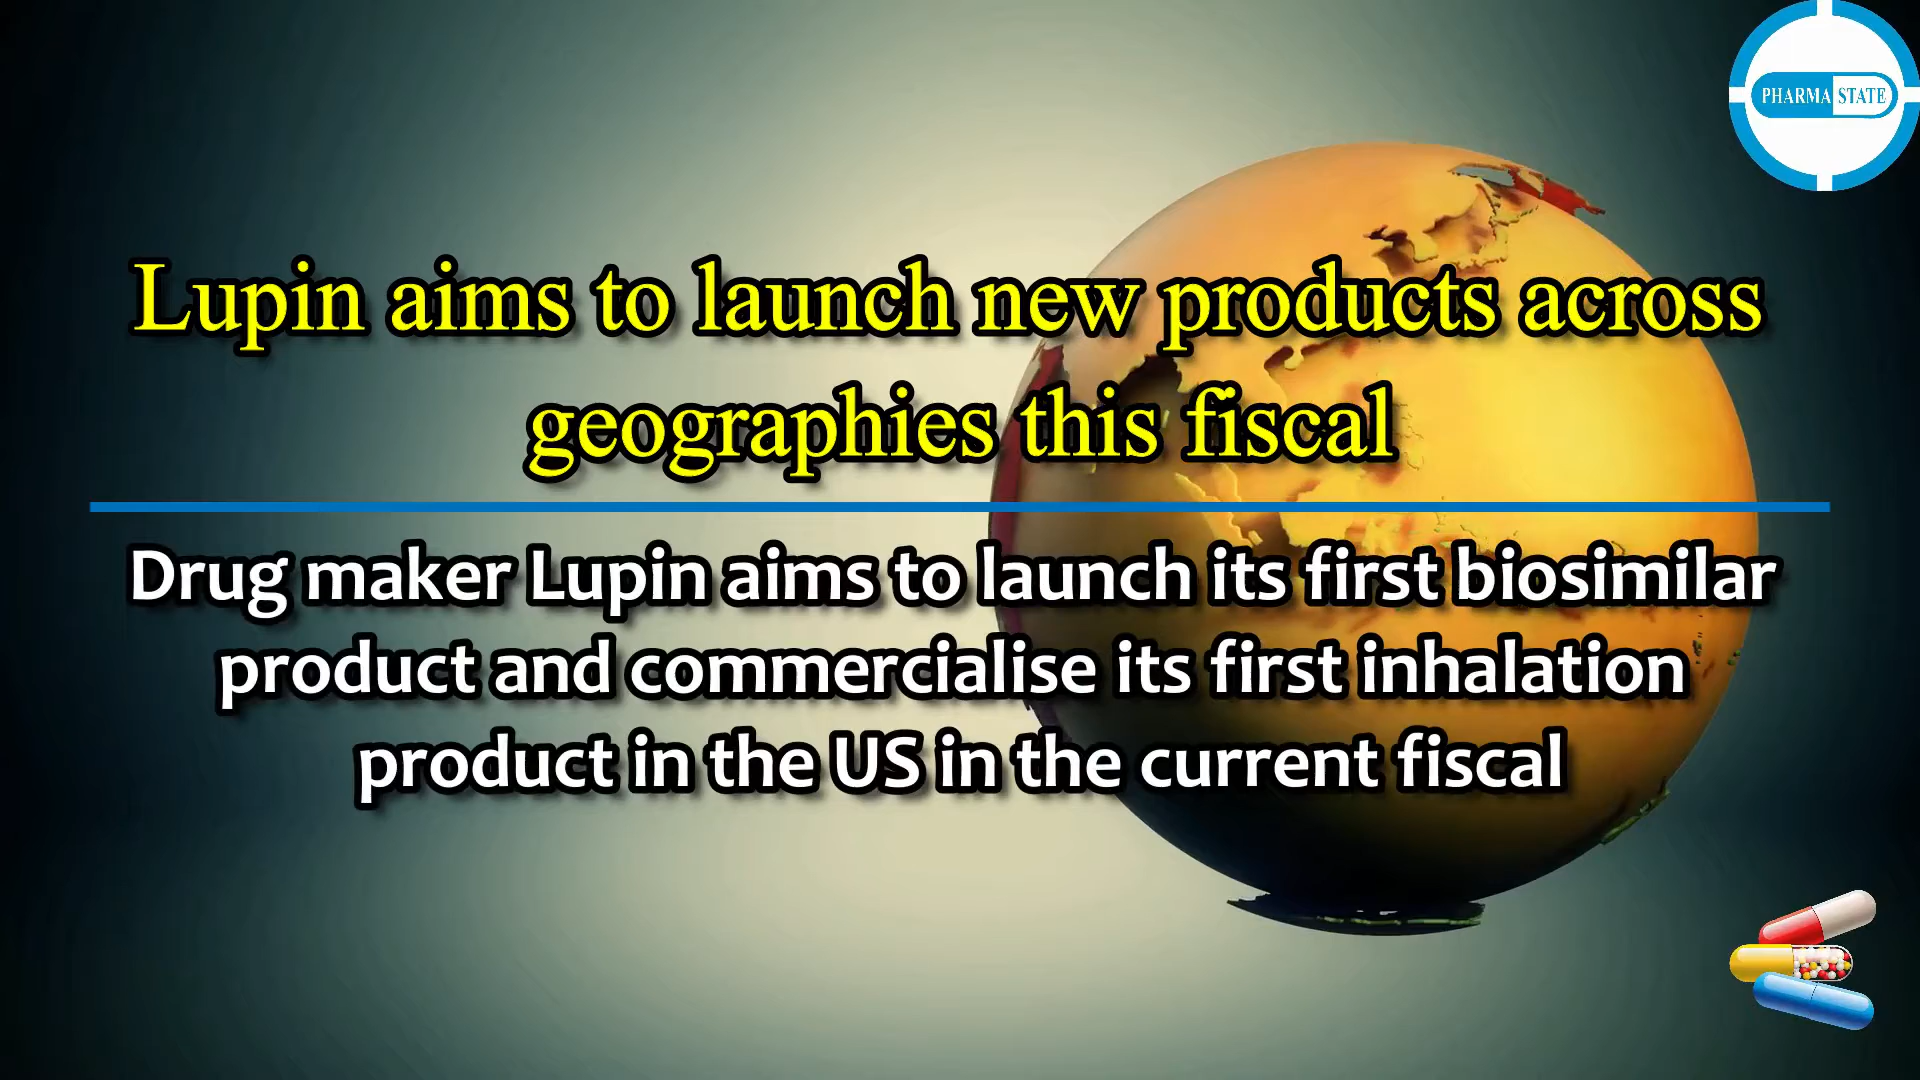 PHARMA STATE
Lupin aims to launch new products across
geographies this fiscal
Drug maker Lupin aims to launch its first biosimilar
product and commercialise its first inhalation
product in the US in the current fiscal